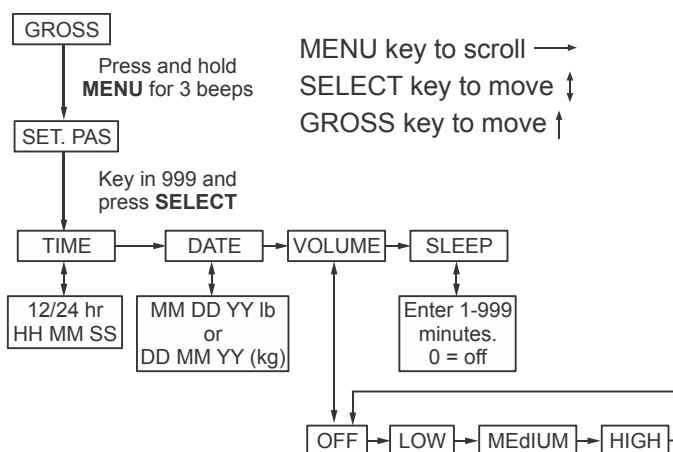 GROSS
Press and hold
MENU for 3 beeps
MENU key to scroll
SELECT key to move
GROSS key to move
SET. PAS
Key in 999 and
press SELECT
TIME
DATE
VOLUME
SLEEP
12/24 hr
HH MM SS
MM DD YY lb
or
DD MM YY (kg)
Enter 1-999
minutes.
0 = off
OFF
LOW
MEdIUM
HIGH